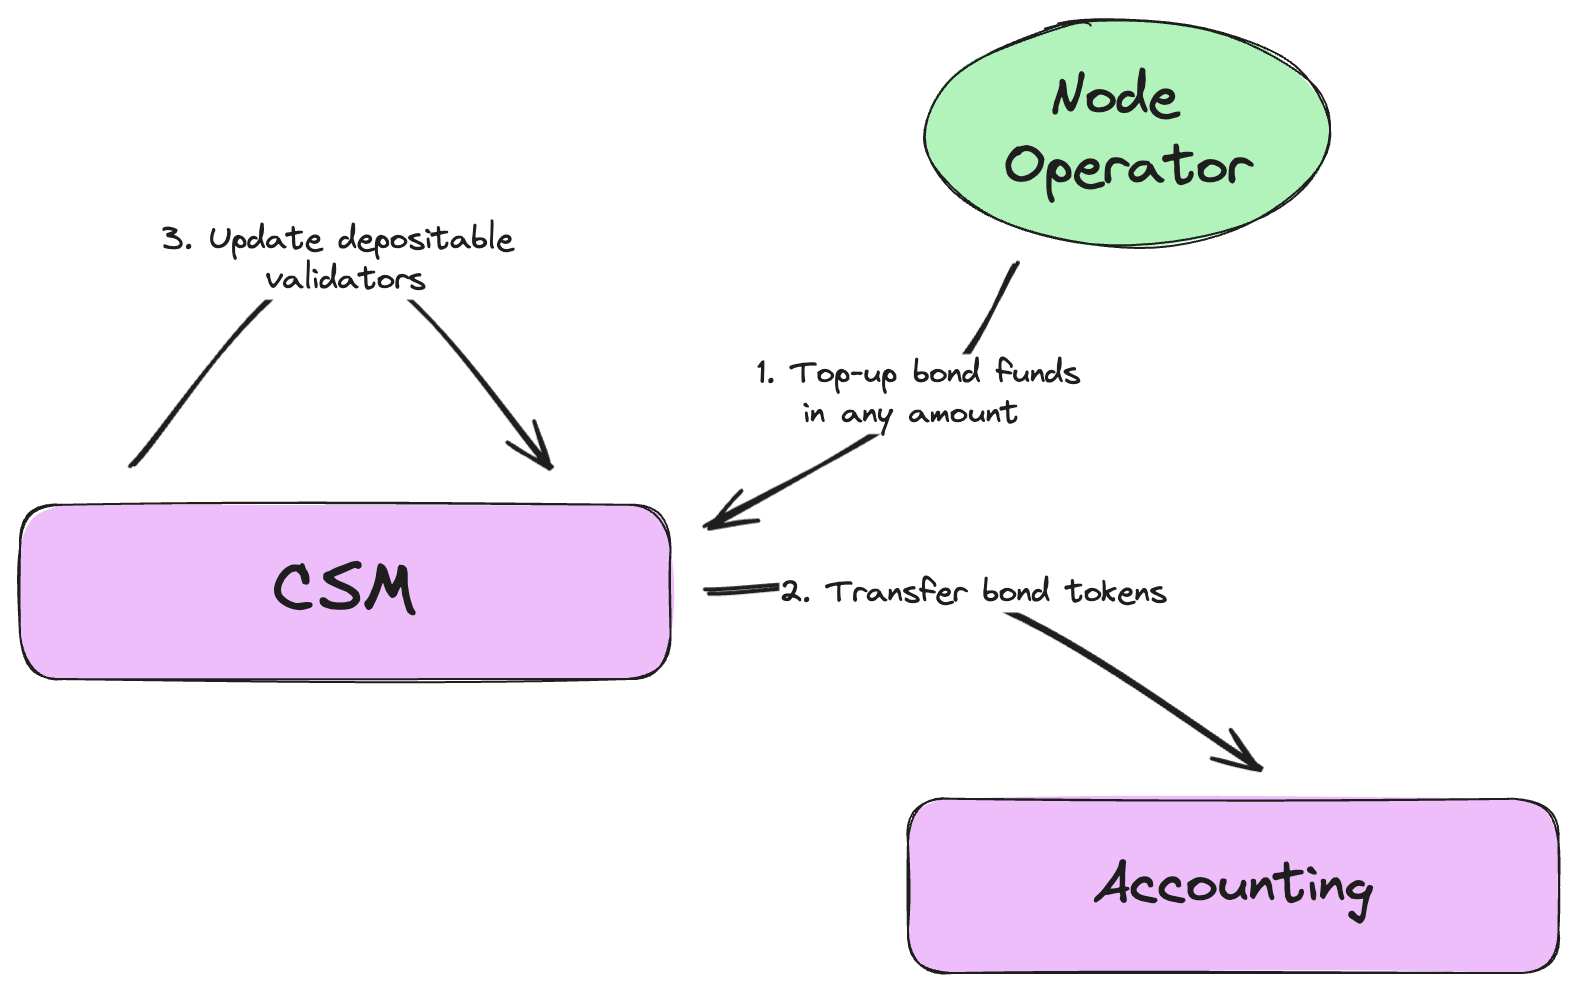 Node
Operator
3. Update depositable
validators
1. Top-up bond funds
in any amount
CSM
2. Transfer bond tokens
Accounting